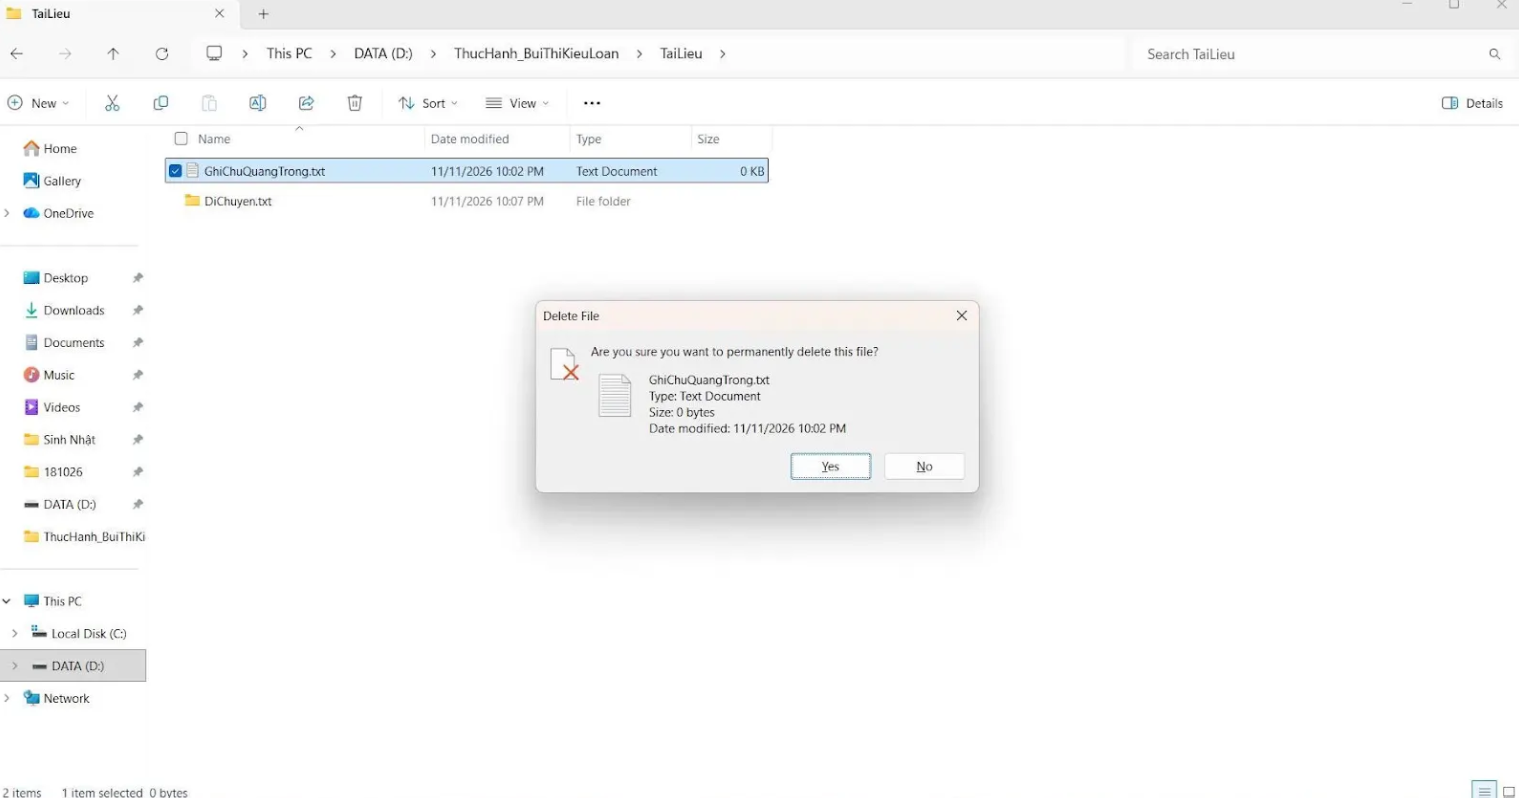 TaiLieu
This PC > DATA (D:) > ThucHanh_BuiThiKieuLoan > TaiLieu >
Search TaiLieu
New
Sort
View
Details
Name Date modified Type Size
GhiChuQuangTrong.txt 11/11/2026 10:02 PM Text Document 0 KB
DiChuyen.txt 11/11/2026 10:07 PM File folder
Home
Gallery
OneDrive
Desktop
Downloads
Documents
Music
Videos
Sinh Nhật
181026
DATA (D:)
ThucHanh_BuiThiKi
This PC
Local Disk (C:)
DATA (D:)
Network
Delete File
Are you sure you want to permanently delete this file?
GhiChuQuangTrong.txt
Type: Text Document
Size: 0 bytes
Date modified: 11/11/2026 10:02 PM
Yes No
2 items 1 item selected 0 bytes